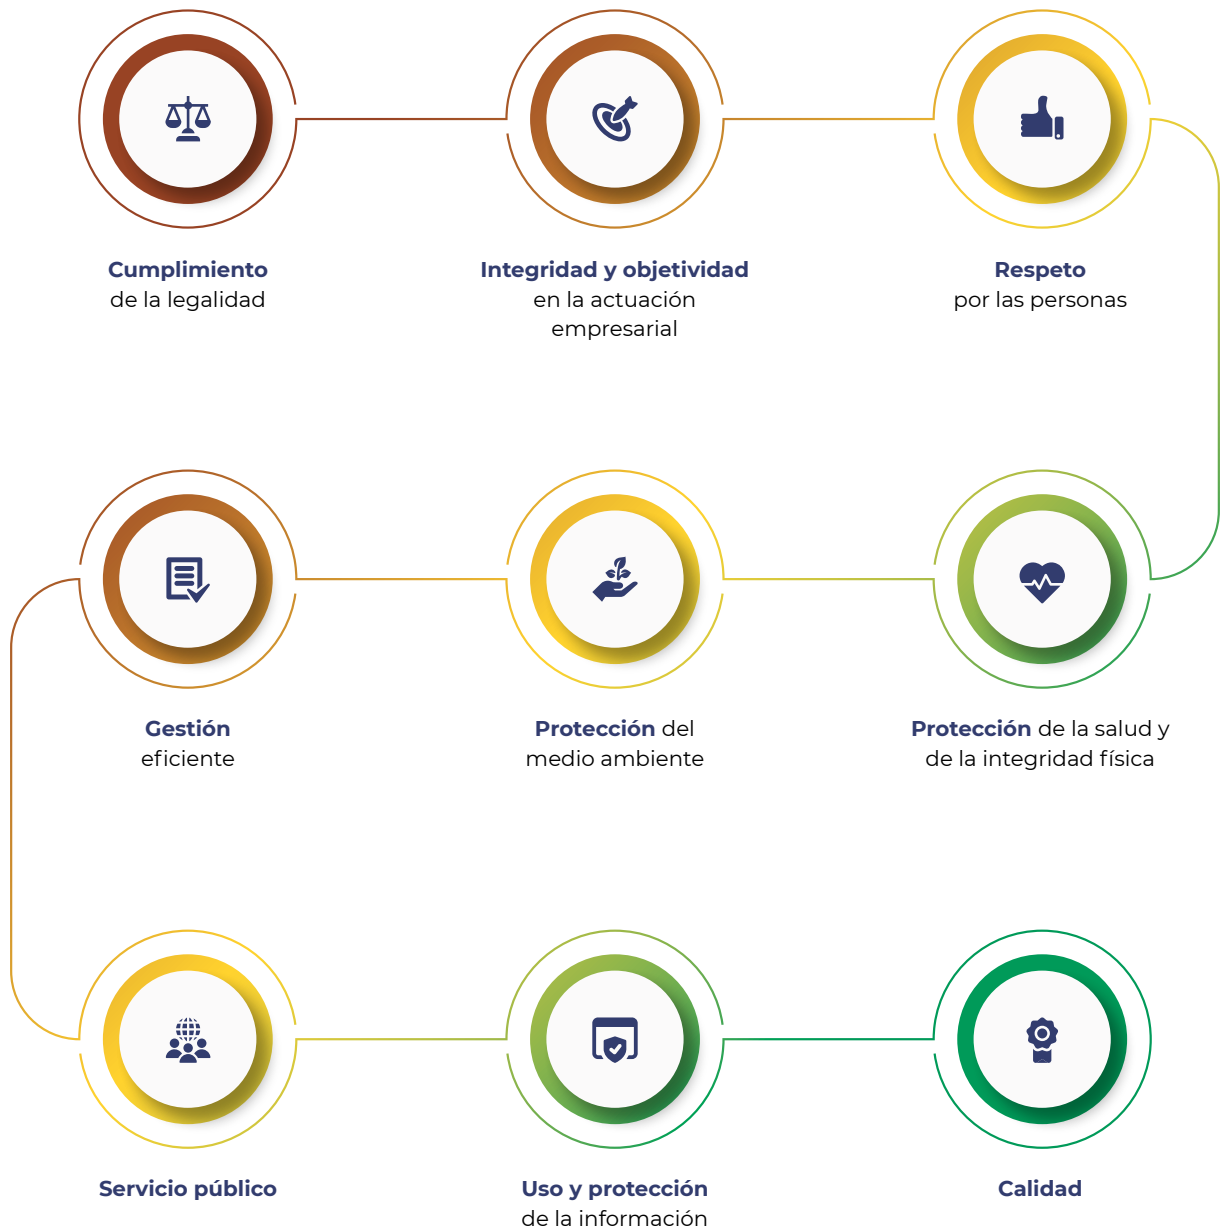 Cumplimiento
de la legalidad
Integridad y objetividad
en la actuación
empresarial
Respeto
por las personas
Gestión
eficiente
Protección del
medio ambiente
Protección de la salud y
de la integridad física
Servicio público
Uso y protección
de la información
Calidad